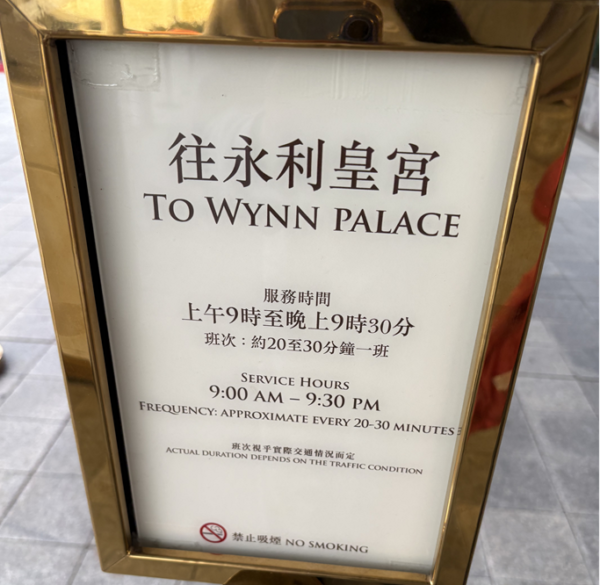 往永利皇宮
TO WYNN PALACE
服務時間
上午9時至晚上9時30分
班次：約20至30分鐘一班
SERVICE HOURS
9:00 AM – 9:30 PM
FREQUENCY: APPROXIMATE EVERY 20-30 MINUTES
班次視乎實際交通情況而定
ACTUAL DURATION DEPENDS ON THE TRAFFIC CONDITION
禁止吸煙 NO SMOKING